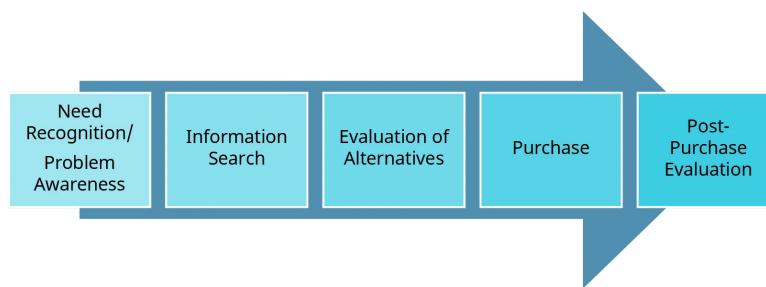 Need
Recognition/
Problem
Awareness
Information
Search
Evaluation of
Alternatives
Purchase
Post-
Purchase
Evaluation